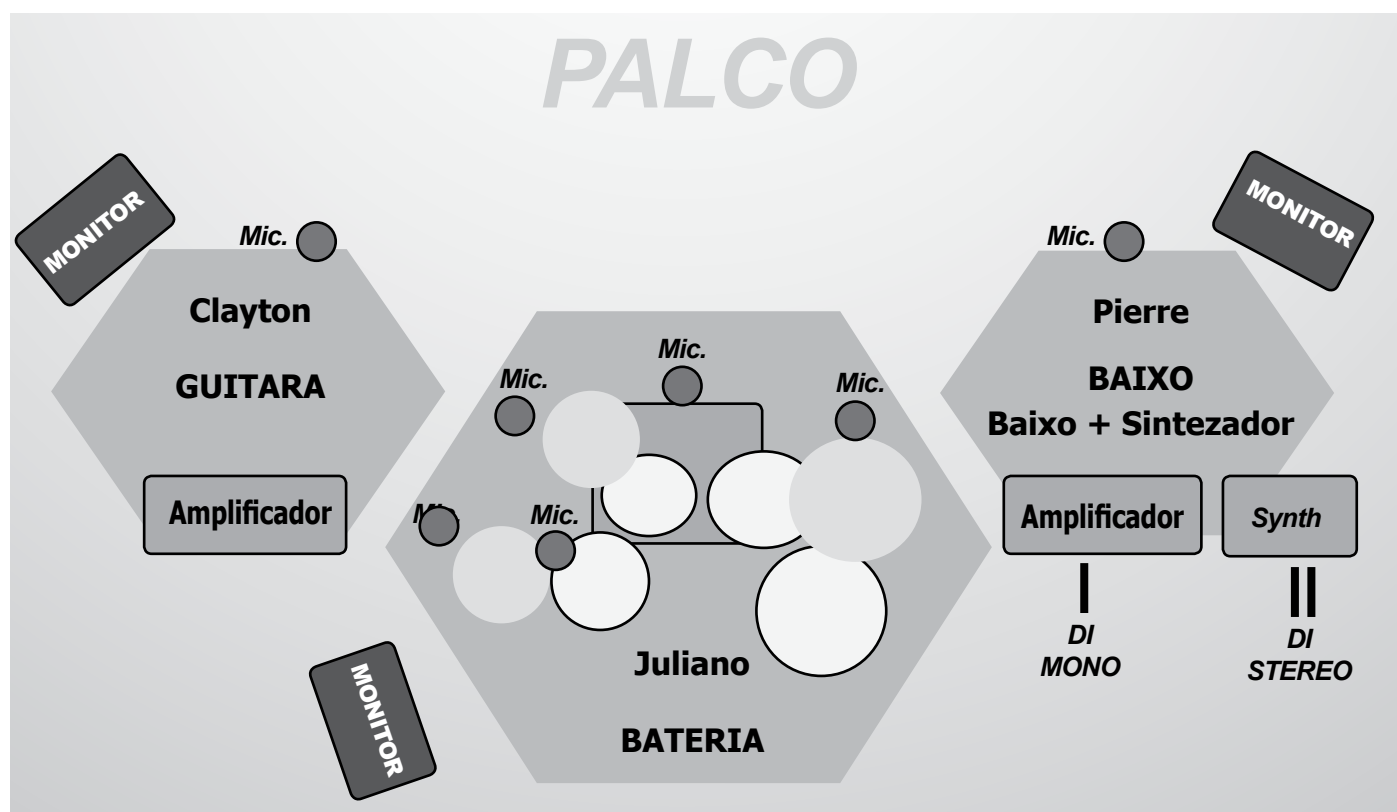 PALCO
MONITOR
Mic.
Clayton
GUITARA
Amplificador
Mic.
Mic.
Mic.
Mic.
Mic.
Juliano
BATERIA
MONITOR
MONITOR
Mic.
Pierre
BAIXO
Baixo + Sintezador
Amplificador
Synth
DI
MONO
DI
STEREO